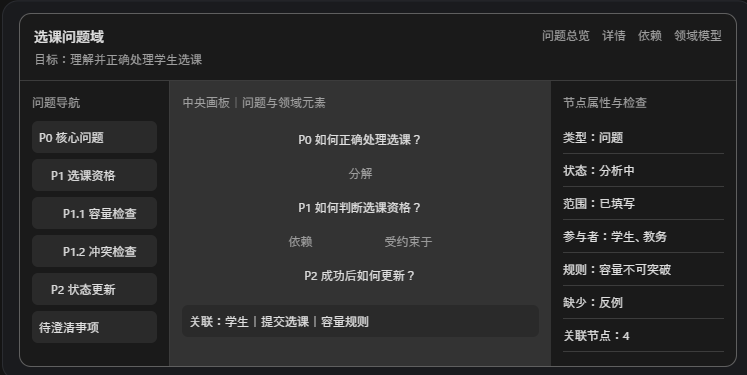 选课问题域
问题总览 详情 依赖 领域模型
目标：理解并正确处理学生选课
问题导航
P0 核心问题
P1 选课资格
P1.1 容量检查
P1.2 冲突检查
P2 状态更新
待澄清事项
中央画板｜问题与领域元素
P0 如何正确处理选课？
分解
P1 如何判断选课资格？
依赖 受约束于
P2 成功后如何更新？
关联：学生｜提交选课｜容量规则
节点属性与检查
类型：问题
状态：分析中
范围：已填写
参与者：学生、教务
规则：容量不可突破
缺少：反例
关联节点：4